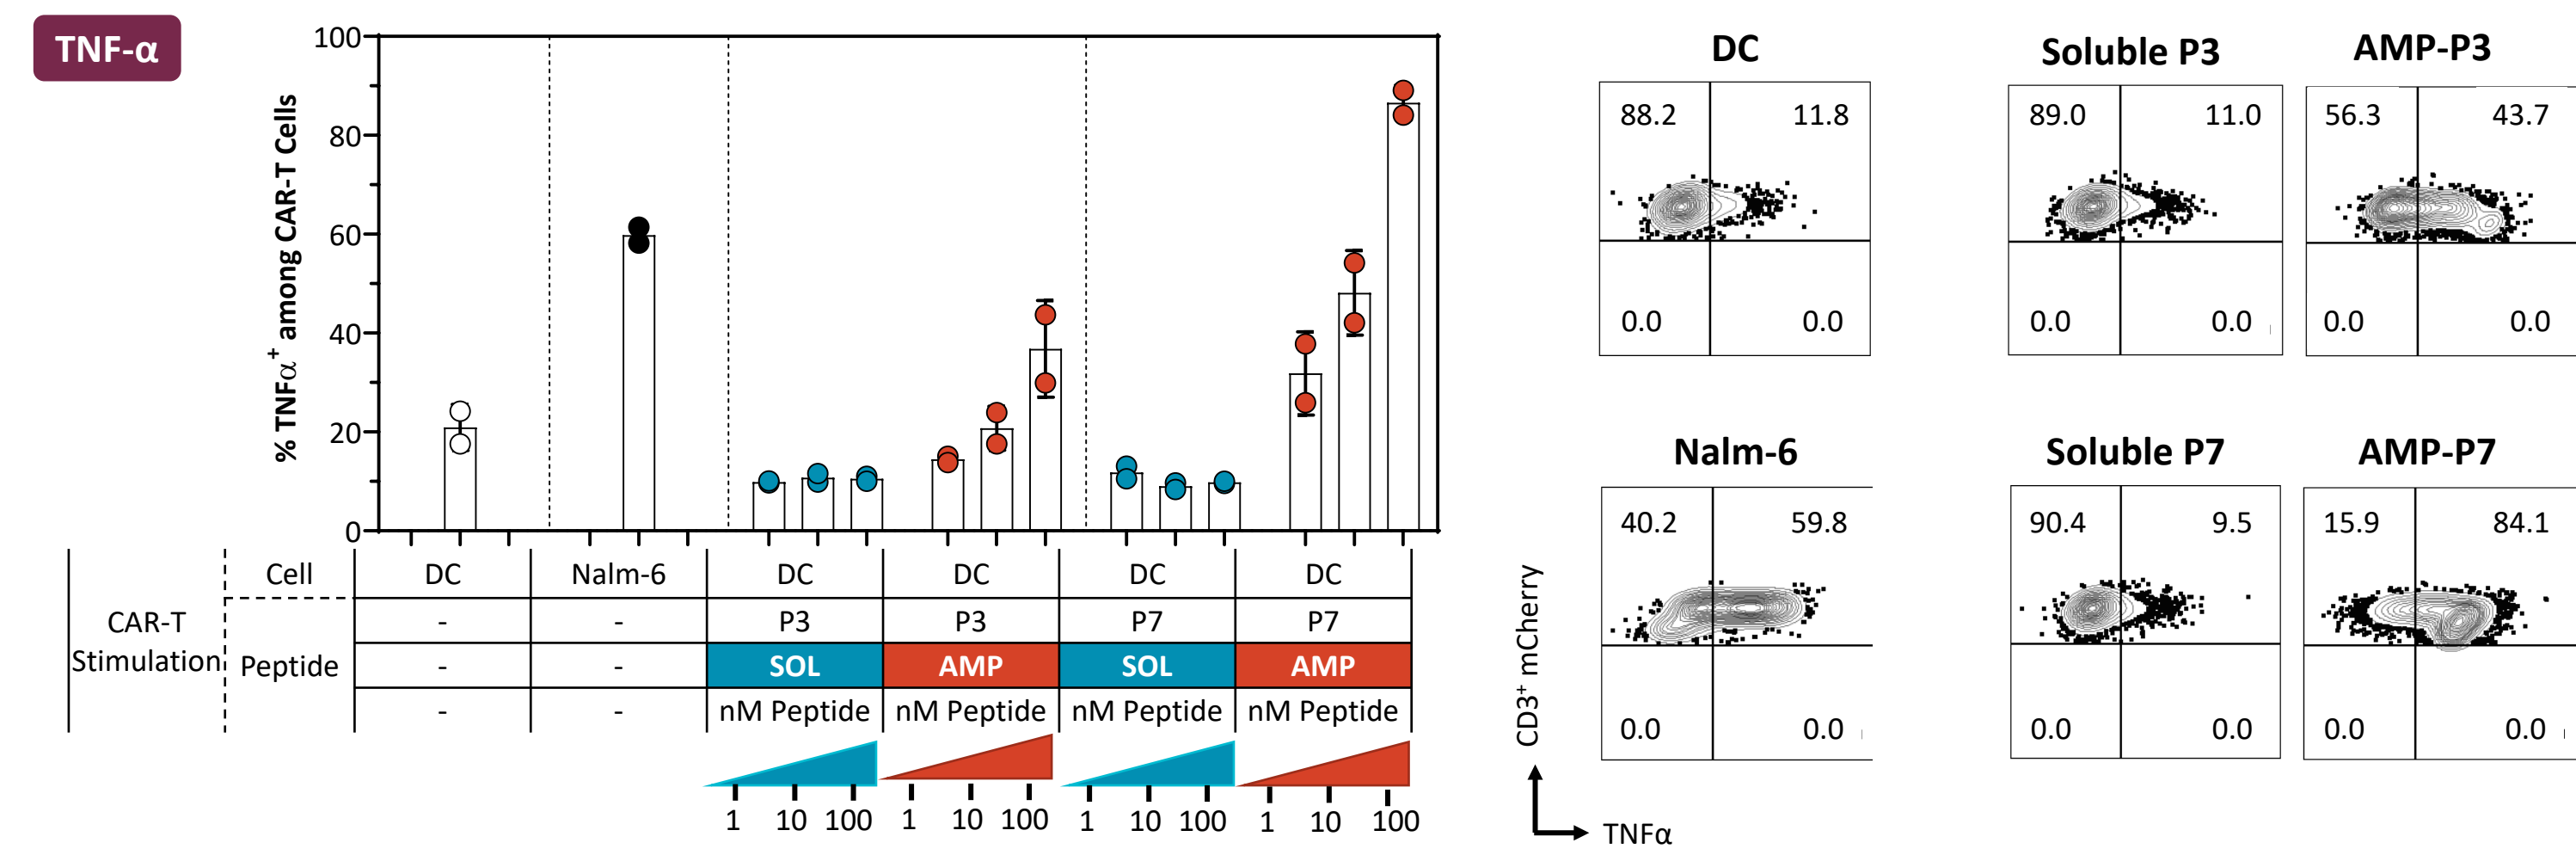 TNF-α
% TNFα+ among CAR-T Cells
100
80
60
40
20
0
CAR-T
Stimulation
Cell
DC
Nalm-6
DC
DC
DC
DC
Peptide
-
-
P3
P3
P7
P7
-
-
SOL
AMP
SOL
AMP
-
-
nM Peptide
nM Peptide
nM Peptide
nM Peptide
1 10 100
1 10 100
1 10 100
1 10 100
DC
88.2 11.8
0.0 0.0
Soluble P3
89.0 11.0
0.0 0.0
AMP-P3
56.3 43.7
0.0 0.0
Nalm-6
40.2 59.8
0.0 0.0
Soluble P7
90.4 9.5
0.0 0.0
AMP-P7
15.9 84.1
0.0 0.0
CD3+ mCherry
TNFα